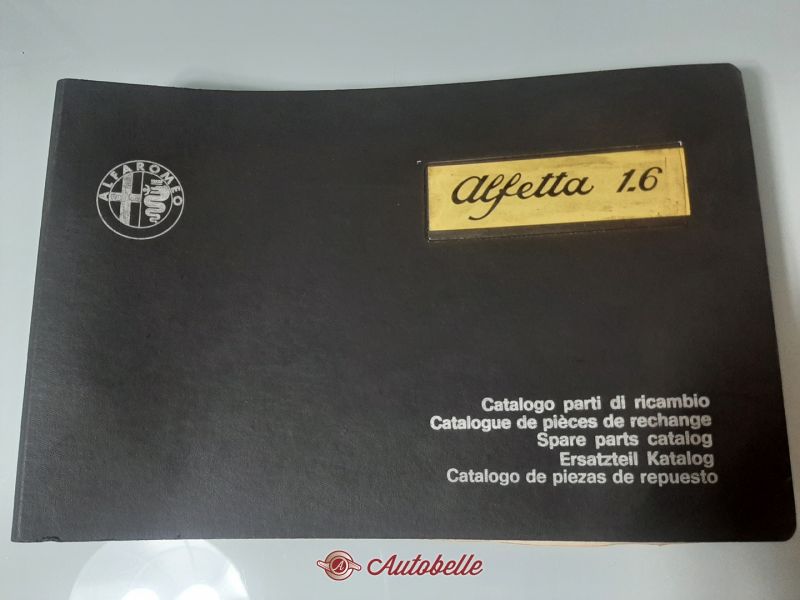 ALFA ROMEO
Alfetta 1.6
Catalogo parti di ricambio
Catalogue de pièces de rechange
Spare parts catalog
Ersatzteil Katalog
Catalogo de piezas de repuesto
A Autobelle